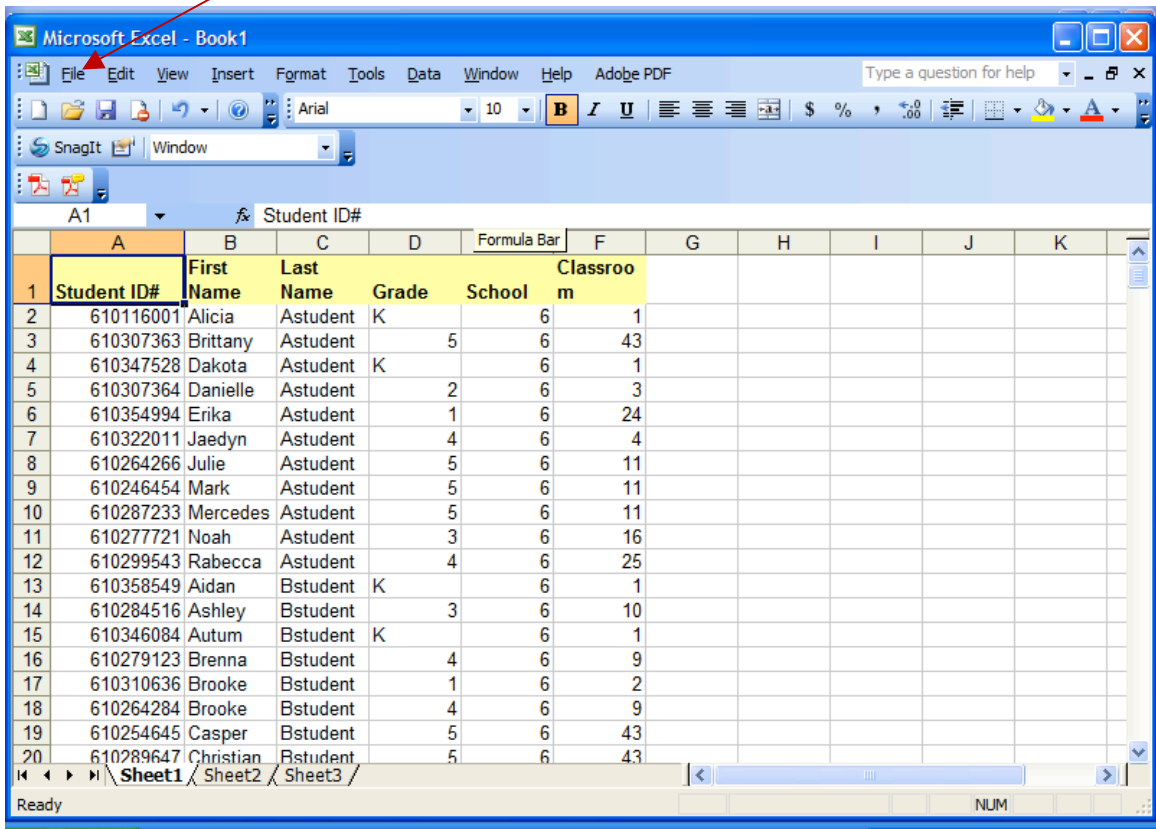 Microsoft Excel - Book1
File Edit View Insert Format Tools Data Window Help Adobe PDF Type a question for help
Arial 10 B I U $ % , A
SnagIt Window
A1 fx Student ID#
A B C D Formula Bar F G H I J K
1 Student ID# First Name Last Name Grade School Classroo m
2 610116001 Alicia Astudent K 6 1
3 610307363 Brittany Astudent 5 6 43
4 610347528 Dakota Astudent K 6 1
5 610307364 Danielle Astudent 2 6 3
6 610354994 Erika Astudent 1 6 24
7 610322011 Jaedyn Astudent 4 6 4
8 610264266 Julie Astudent 5 6 11
9 610246454 Mark Astudent 5 6 11
10 610287233 Mercedes Astudent 5 6 11
11 610277721 Noah Astudent 3 6 16
12 610299543 Rabecca Astudent 4 6 25
13 610358549 Aidan Bstudent K 6 1
14 610284516 Ashley Bstudent 3 6 10
15 610346084 Autum Bstudent K 6 1
16 610279123 Brenna Bstudent 4 6 9
17 610310636 Brooke Bstudent 1 6 2
18 610264284 Brooke Bstudent 4 6 9
19 610254645 Casper Bstudent 5 6 43
20 610289647 Christian Bstudent 5 6 43
Sheet1 Sheet2 Sheet3
Ready NUM